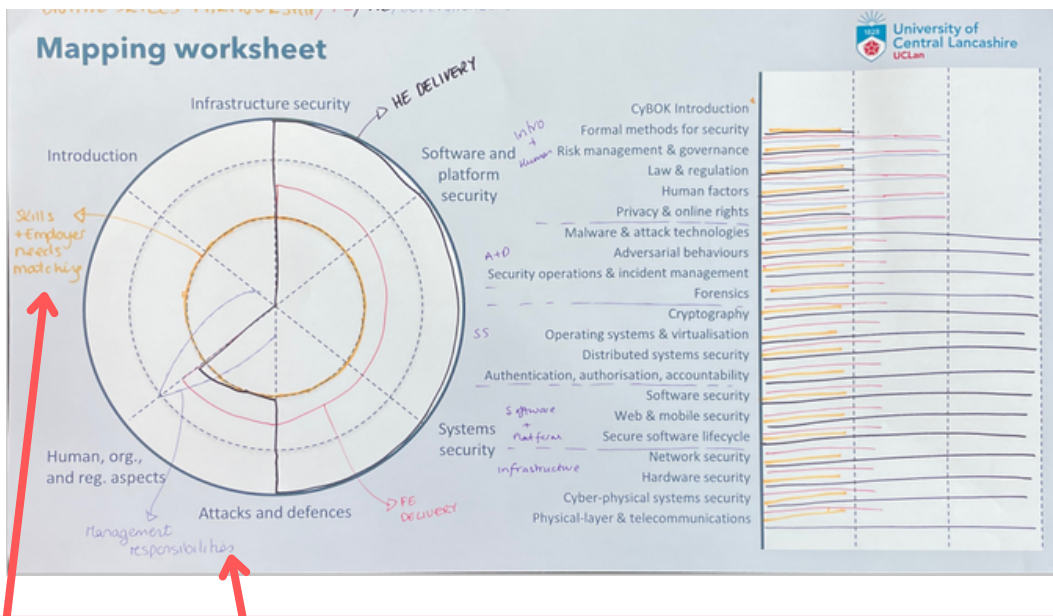 Mapping worksheet
1828
University of
Central Lancashire
UCLan
HE DELIVERY
Infrastructure security
Introduction
Software and
platform
security
Skills
+Employer
needs
matching
Human, org.,
and reg. aspects
Management
responsibilities
Attacks and defences
FE
DELIVERY
Systems
security
Intro
+
Human
A+D
SS
Software
+
Platform
Infrastructure
CyBOK Introduction
Formal methods for security
Risk management & governance
Law & regulation
Human factors
Privacy & online rights
Malware & attack technologies
Adversarial behaviours
Security operations & incident management
Forensics
Cryptography
Operating systems & virtualisation
Distributed systems security
Authentication, authorisation, accountability
Software security
Web & mobile security
Secure software lifecycle
Network security
Hardware security
Cyber-physical systems security
Physical-layer & telecommunications